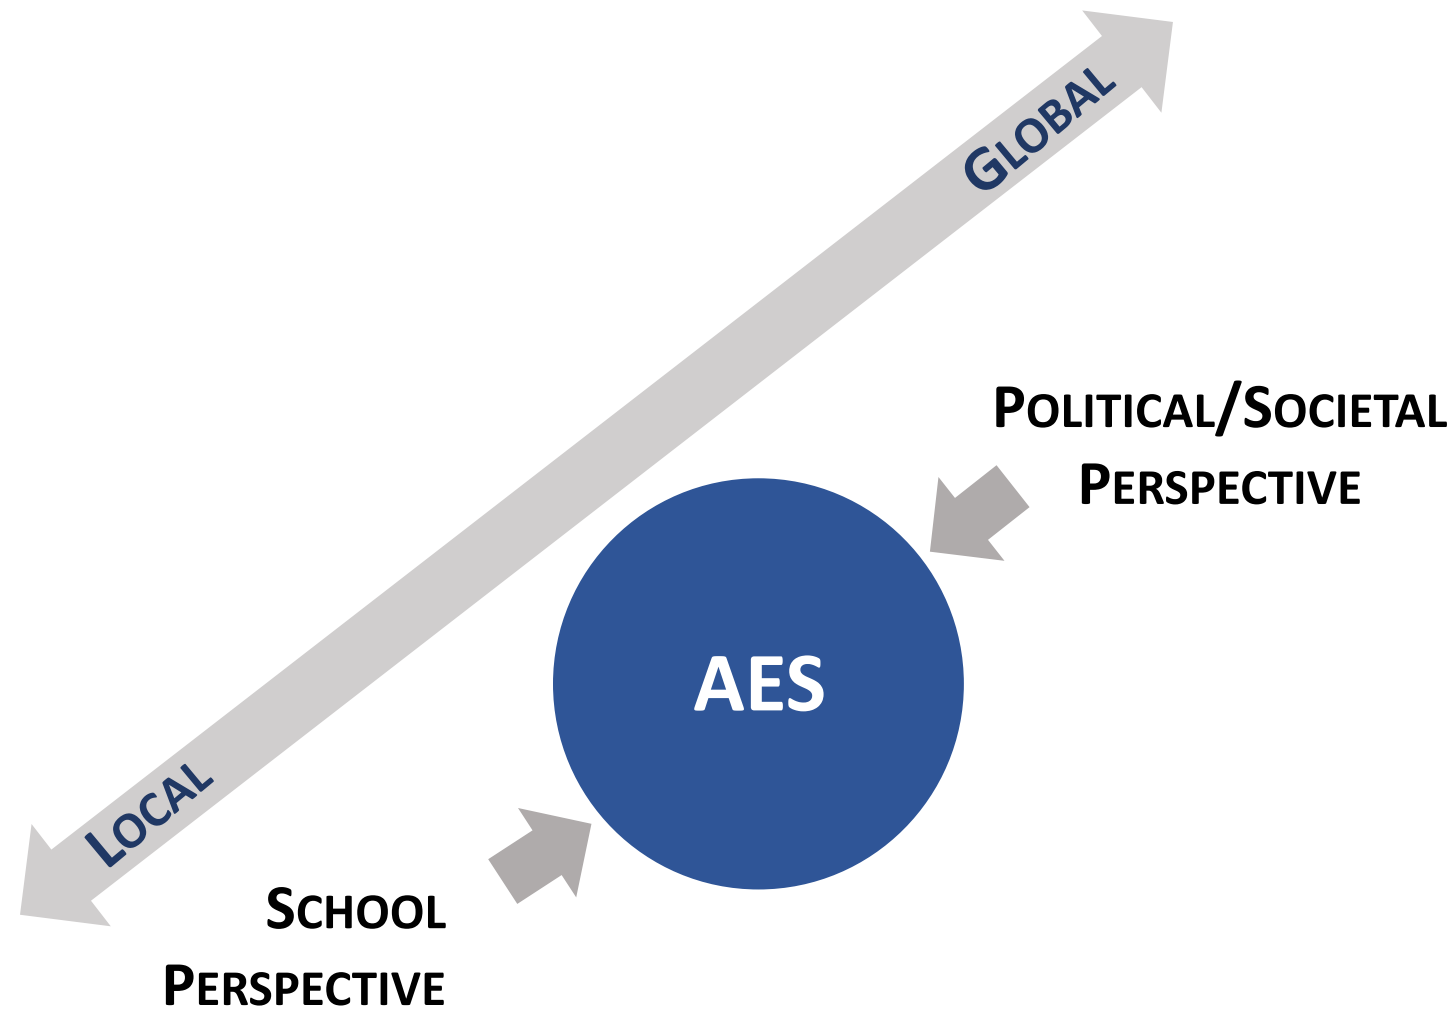 GLOBAL
POLITICAL/SOCIETAL
PERSPECTIVE
AES
LOCAL
SCHOOL
PERSPECTIVE